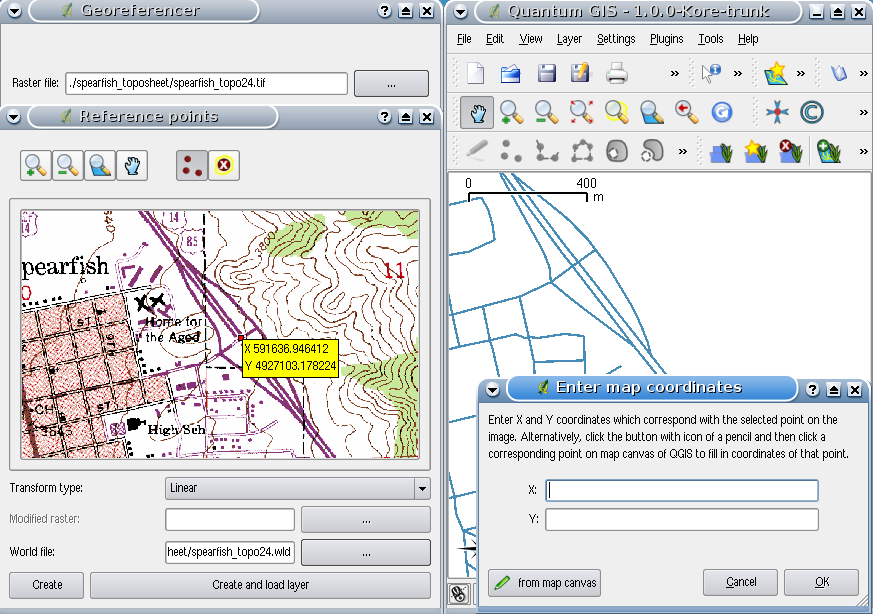 Georeferencer
Raster file:
./spearfish_toposheet/spearfish_topo24.tif
...
Reference points
14
14
85
pearfish
11
Home for
the Aged
X 591636.946412
Y 4927103.178224
CH
High Sch
Transform type:
Linear
Modified raster:
...
World file:
heet/spearfish_topo24.wld
...
Create
Create and load layer
Quantum GIS - 1.0.0-Kore-trunk
File Edit View Layer Settings Plugins Tools Help
0 400
m
Enter map coordinates
Enter X and Y coordinates which correspond with the selected point on the
image. Alternatively, click the button with icon of a pencil and then click a
corresponding point on map canvas of QGIS to fill in coordinates of that point.
X:
Y:
from map canvas
Cancel
OK